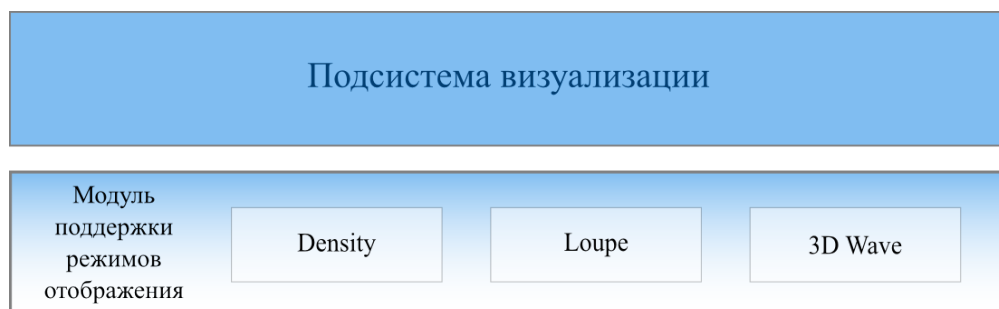 Подсистема визуализации
Модуль
поддержки
режимов
отображения
Density
Loupe
3D Wave